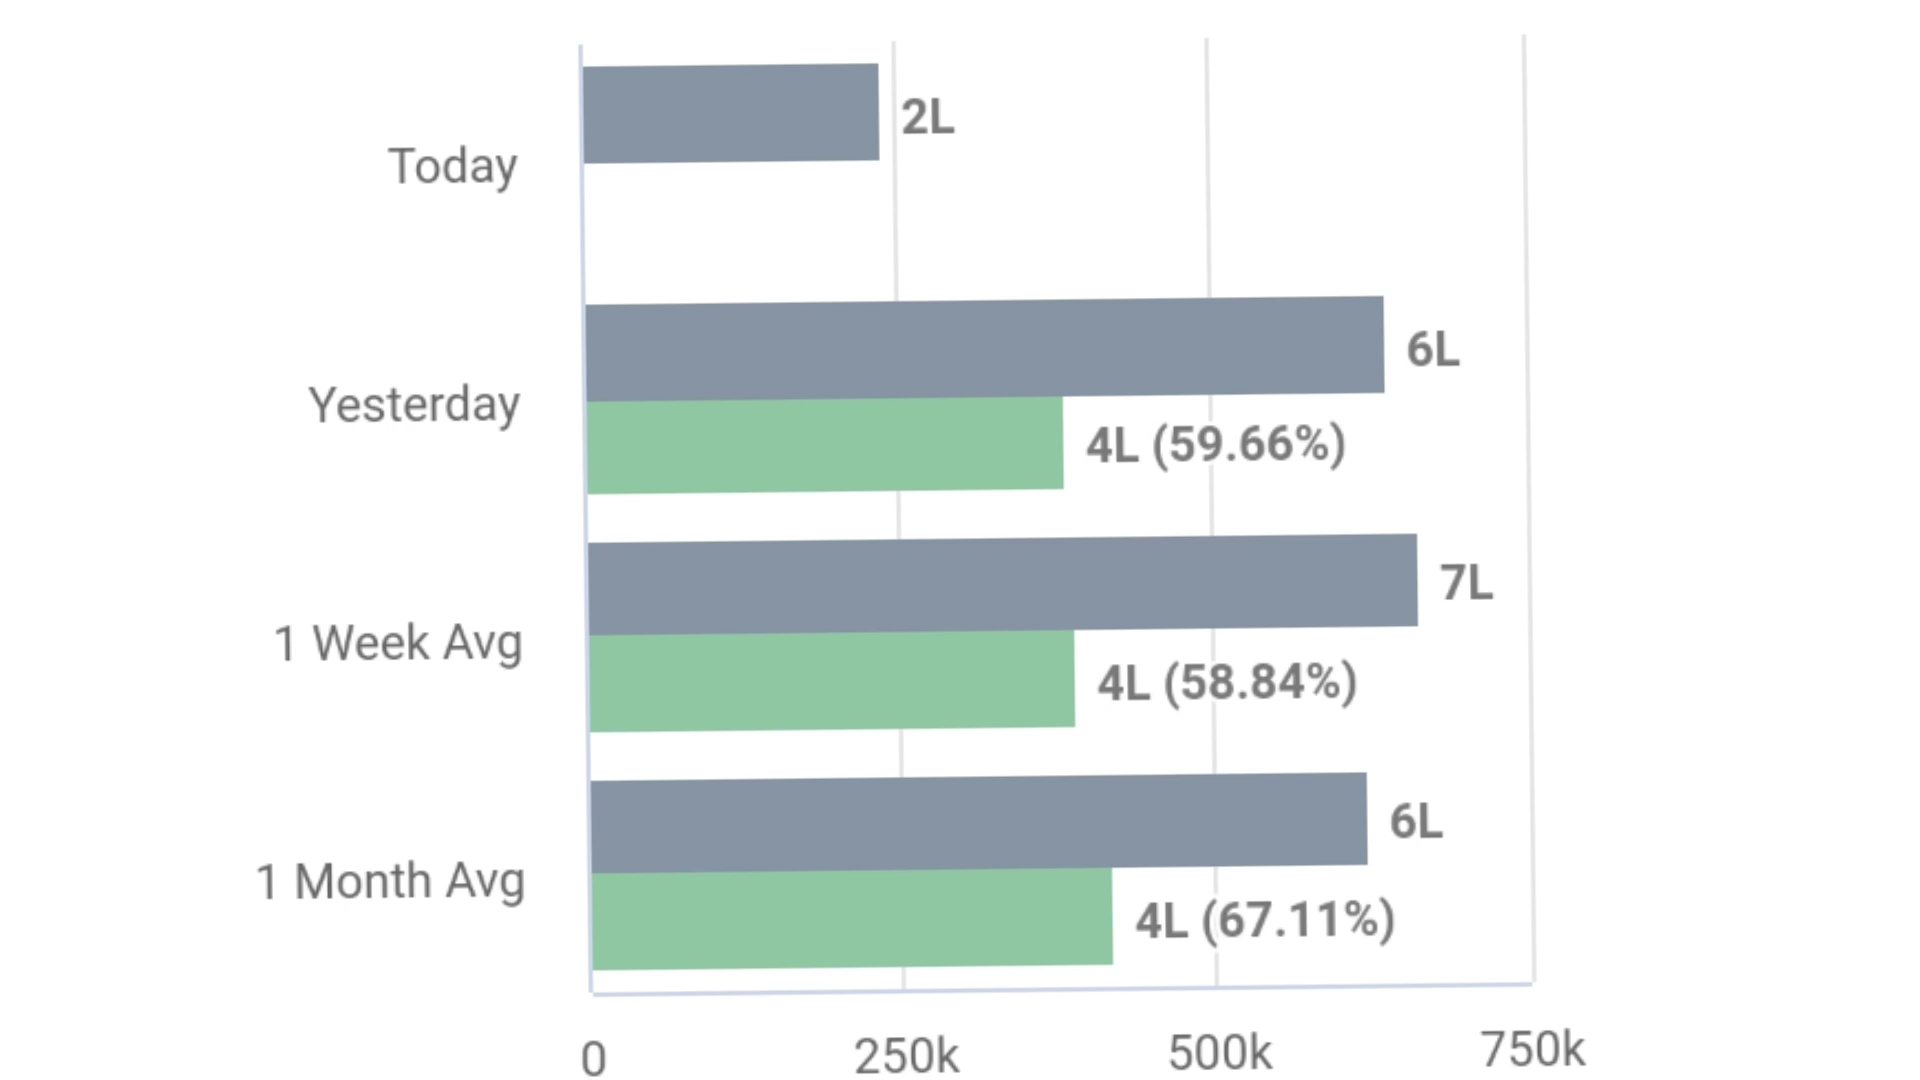 2L
Today
6L
Yesterday
4L (59.66%)
7L
1 Week Avg
4L (58.84%)
6L
1 Month Avg
4L (67.11%)
0 250k 500k 750k